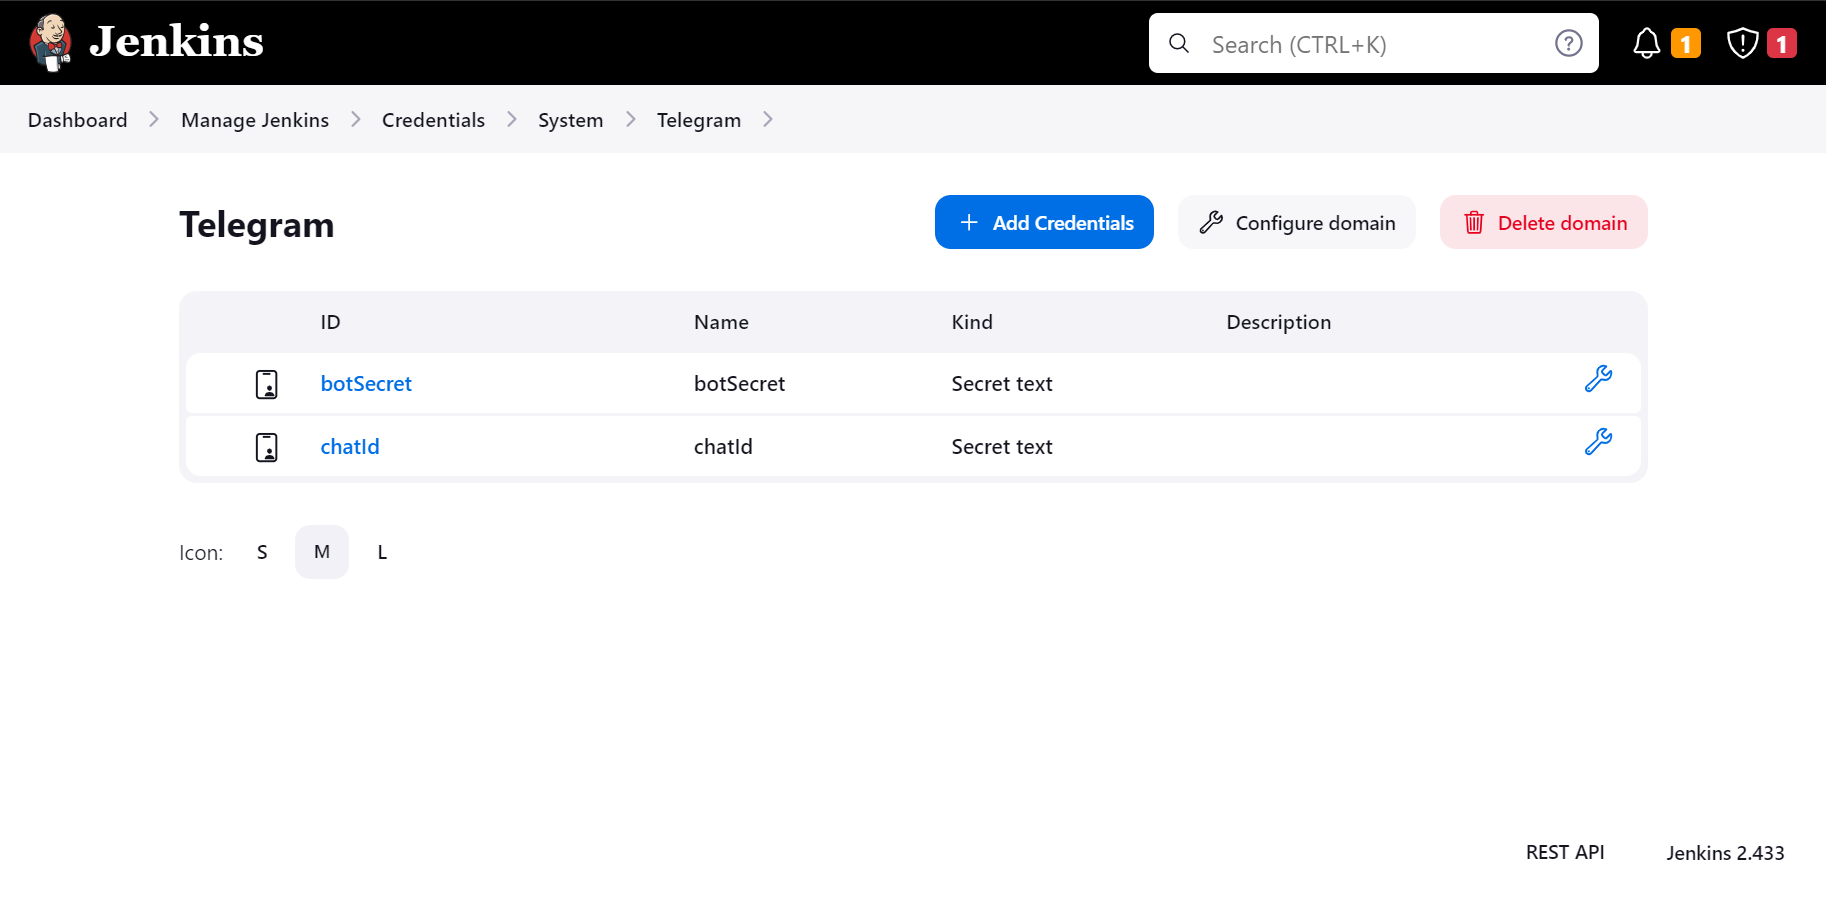 Jenkins
Search (CTRL+K)
?
1
1
Dashboard
Manage Jenkins
Credentials
System
Telegram
Telegram
Add Credentials
Configure domain
Delete domain
ID Name Kind Description
botSecret botSecret Secret text
chatId chatId Secret text
Icon: S M L
REST API Jenkins 2.433